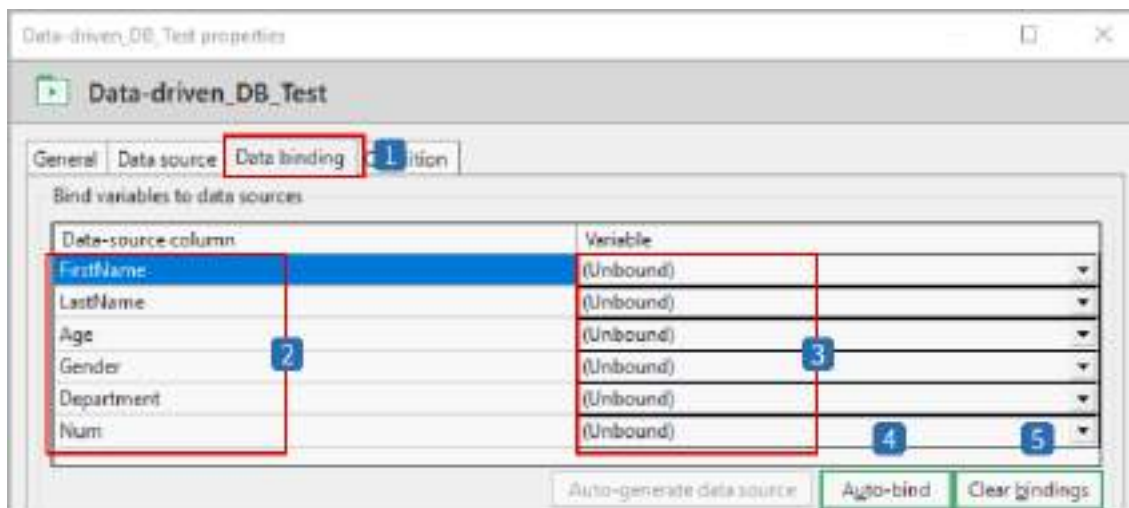 Data-driven_DB_Test properties
Data-driven_DB_Test
General Data source Data binding 1 ition
Bind variables to data sources
Data-source column Variable
FirstName (Unbound)
LastName (Unbound)
Age (Unbound)
2 3
Gender (Unbound)
Department (Unbound)
Num (Unbound) 4 5
Auto-generate data source Auto-bind Clear bindings